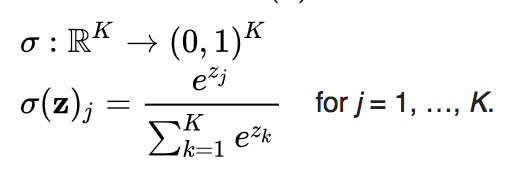 σ : ℝ^K → (0, 1)^K
σ(𝐳)_j = e^{z_j} / ∑_{k=1}^{K} e^{z_k} for j = 1, …, K.